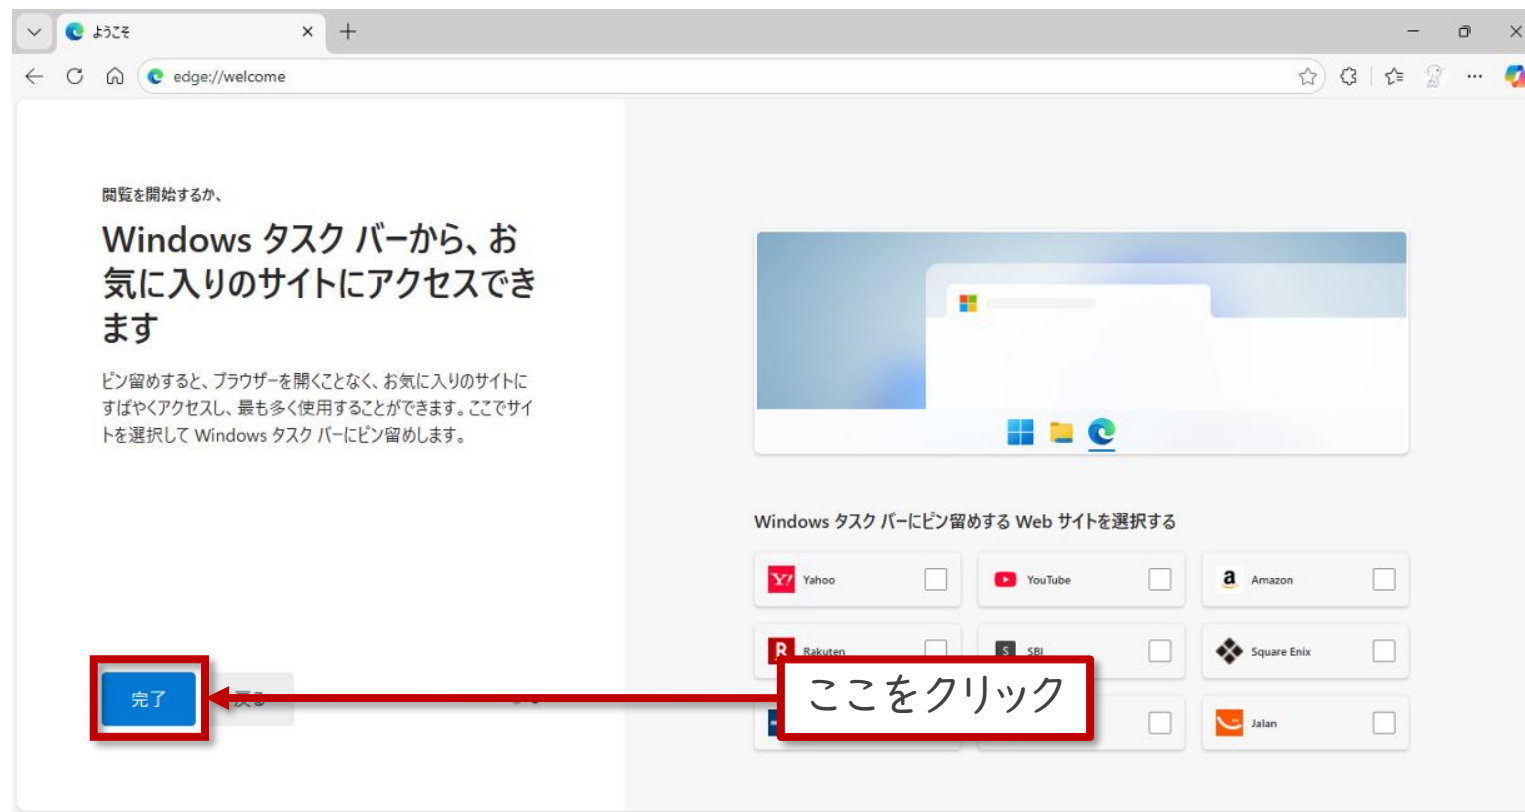 ようこそ
edge://welcome
閲覧を開始するか、
Windows タスク バーから、お
気に入りのサイトにアクセスでき
ます
ピン留めすると、ブラウザーを開くことなく、お気に入りのサイトに
すばやくアクセスし、最も多く使用することができます。ここでサイ
トを選択して Windows タスク バーにピン留めします。
Windows タスク バーにピン留めする Web サイトを選択する
Yahoo
YouTube
Amazon
Rakuten
SBI
Square Enix
Jalan
完了
戻る
ここをクリック